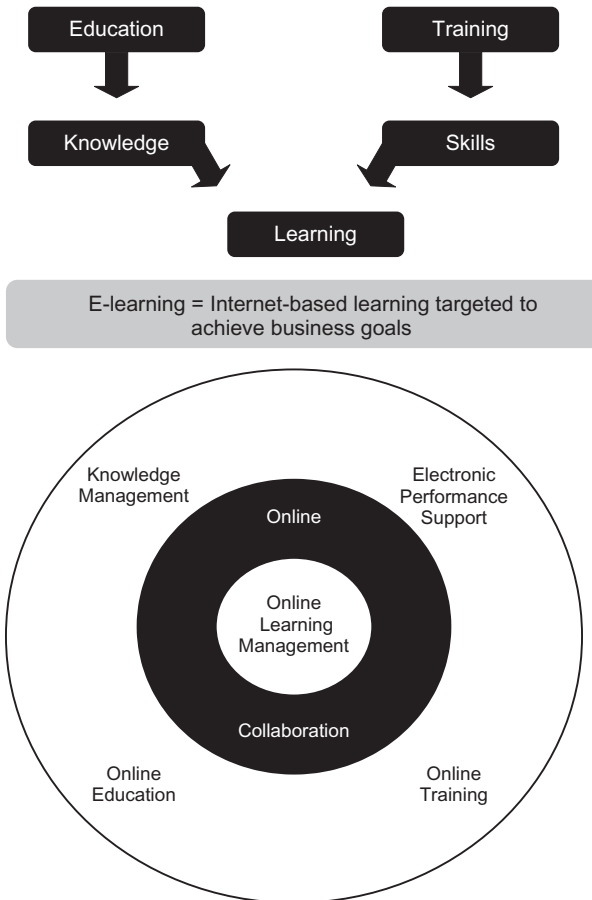 Education
Training
Knowledge
Skills
Learning
E-learning = Internet-based learning targeted to
achieve business goals
Knowledge
Management
Electronic
Performance
Support
Online
Online
Learning
Management
Collaboration
Online
Education
Online
Training